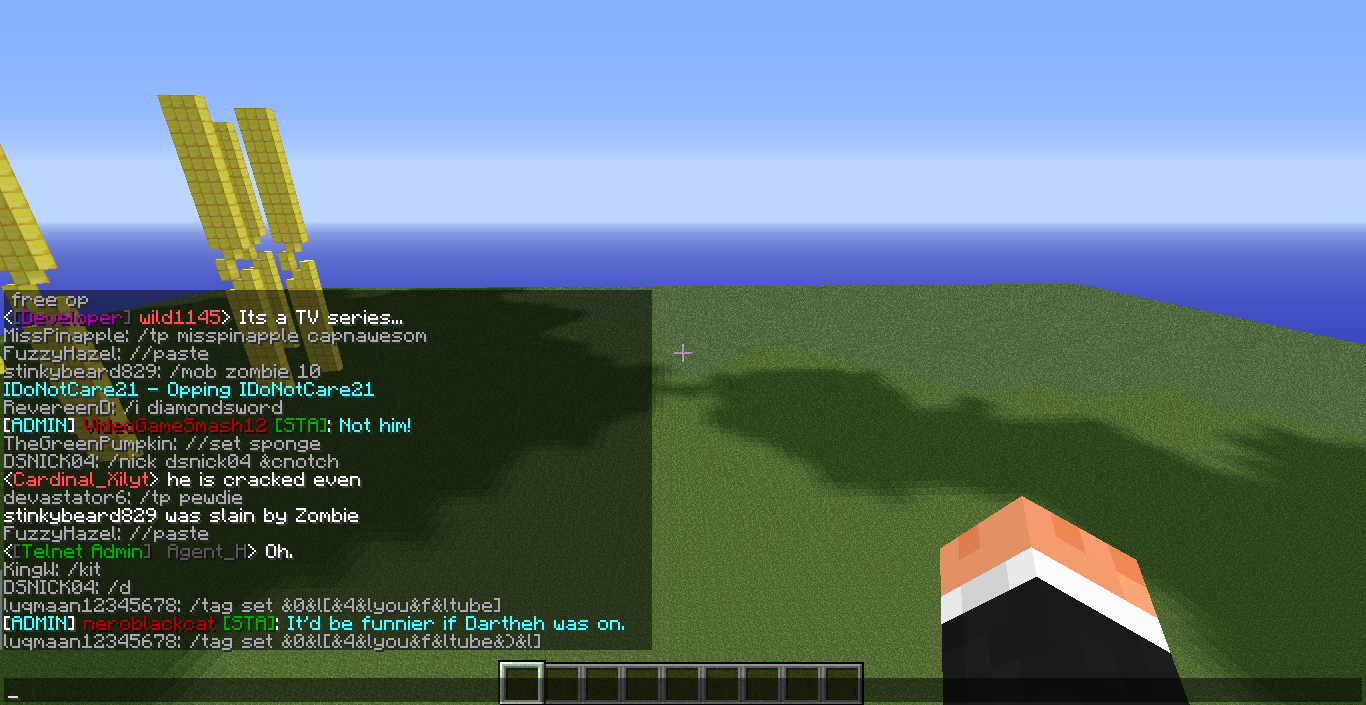 free op
<[Developer] wild1145> Its a TV series...
MissPinapple: /tp misspinapple capnawesom
FuzzyHazel: //paste
stinkybeard829: /mob zombie 10
IDoNotCare21 - Opping IDoNotCare21
RevereenD: /i diamondsword
[ADMIN] VideoGameSmash12 [STA]: Not him!
TheGreenPumpkin: //set sponge
DSNICK04: /nick dsnick04 &cnotch
<Cardinal_Xilyt> he is cracked even
devastator6: /tp pewdie
stinkybeard829 was slain by Zombie
FuzzyHazel: //paste
<[Telnet Admin] Agent_H> Oh.
KingW: /kit
DSNICK04: /d
luqmaan12345678: /tag set &0&l[&4&lyou&f&ltube]
[ADMIN] neroblackcat [STA]: It'd be funnier if Dartheh was on.
luqmaan12345678: /tag set &0&l[&4&lyou&f&ltube&)&l]
_